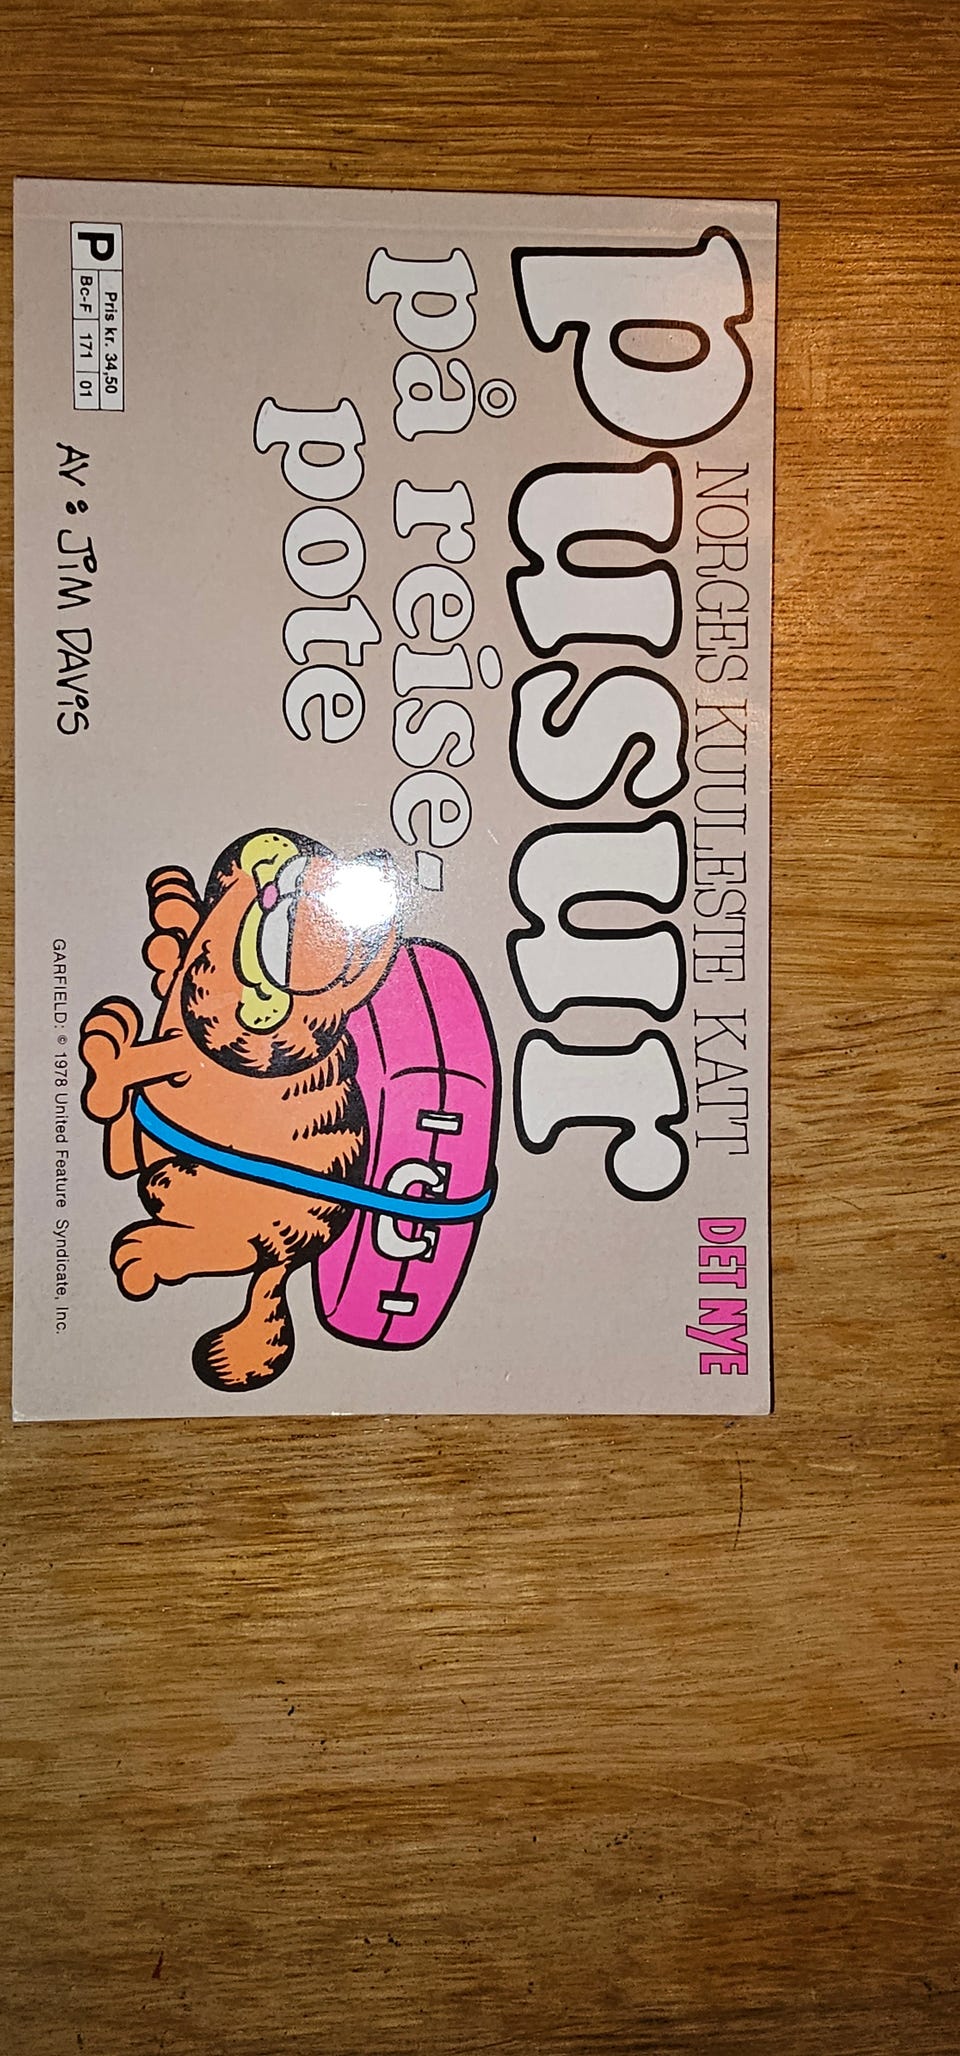 NORGES KUULESTE KATT DET NYE
pusur
på reise-
pote
P Pris kr. 34,50
Bc-F 171 01
AV: JIM DAVIS
GARFIELD: © 1978 United Feature Syndicate, Inc.
G